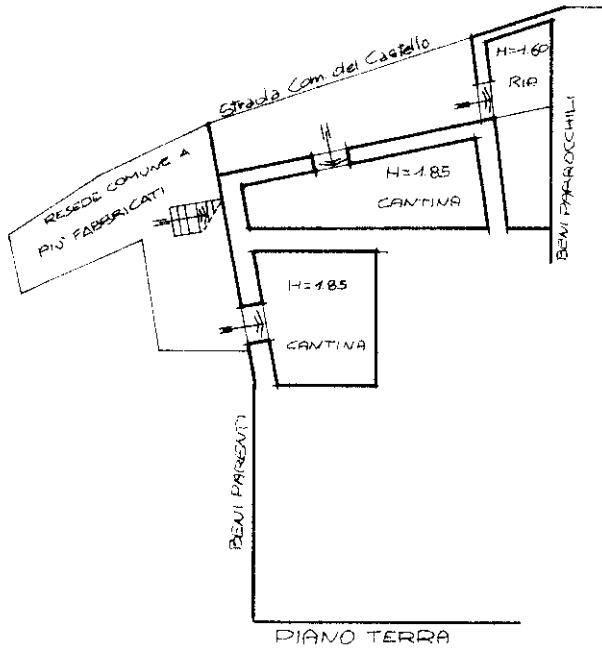 Strada Com. del Castello
H=1.60
RIA
RESEDE COMUNE A
PIU' FABBRICATI
H=1.85
CANTINA
BENI PARROCCHILI
H=1.85
CANTINA
BENI PARENTI
PIANO TERRA